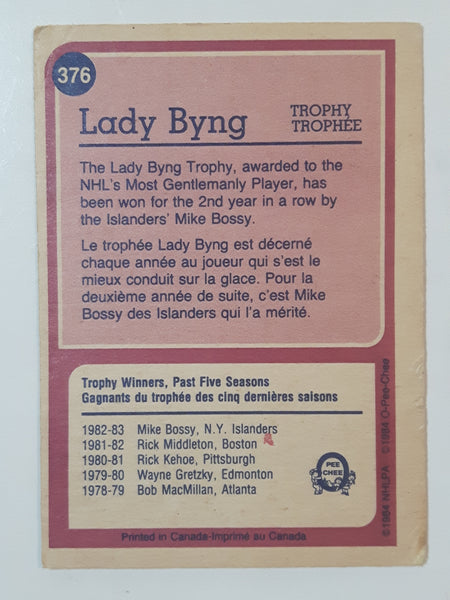 376
Lady Byng
TROPHY
TROPHÉE
The Lady Byng Trophy, awarded to the
NHL's Most Gentlemanly Player, has
been won for the 2nd year in a row by
the Islanders' Mike Bossy.
Le trophée Lady Byng est décerné
chaque année au joueur qui s'est le
mieux conduit sur la glace. Pour la
deuxième année de suite, c'est Mike
Bossy des Islanders qui l'a mérité.
Trophy Winners, Past Five Seasons
Gagnants du trophée des cinq dernières saisons
1982-83 Mike Bossy, N.Y. Islanders
1981-82 Rick Middleton, Boston
1980-81 Rick Kehoe, Pittsburgh
1979-80 Wayne Gretzky, Edmonton
1978-79 Bob MacMillan, Atlanta
O
PEE
CHEE
©1984 NHLPA ©1984 O-Pee-Chee
Printed in Canada-Imprimé au Canada